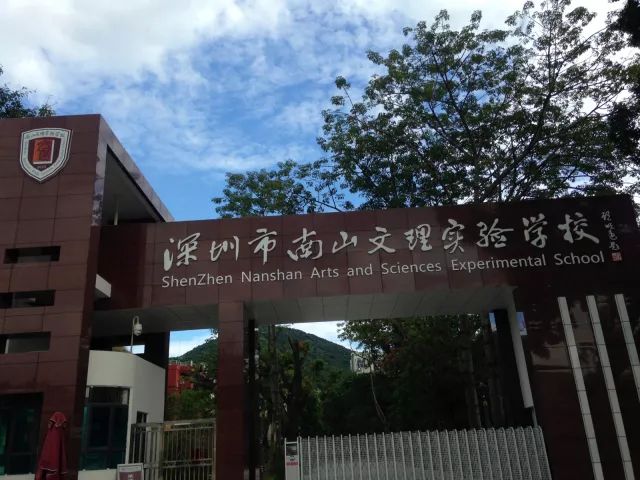 深圳市南山文理实验学校
ShenZhen Nanshan Arts and Sciences Experimental School